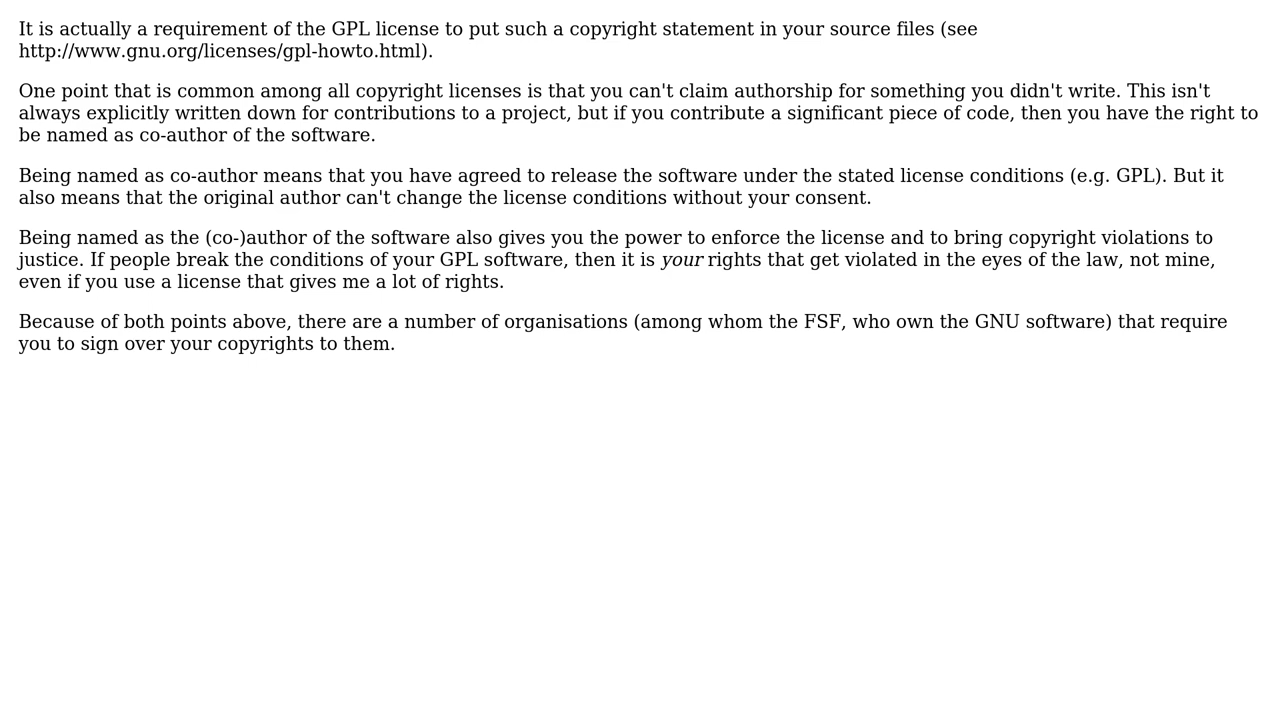 It is actually a requirement of the GPL license to put such a copyright statement in your source files (see
http://www.gnu.org/licenses/gpl-howto.html).
One point that is common among all copyright licenses is that you can't claim authorship for something you didn't write. This isn't
always explicitly written down for contributions to a project, but if you contribute a significant piece of code, then you have the right to
be named as co-author of the software.
Being named as co-author means that you have agreed to release the software under the stated license conditions (e.g. GPL). But it
also means that the original author can't change the license conditions without your consent.
Being named as the (co-)author of the software also gives you the power to enforce the license and to bring copyright violations to
justice. If people break the conditions of your GPL software, then it is your rights that get violated in the eyes of the law, not mine,
even if you use a license that gives me a lot of rights.
Because of both points above, there are a number of organisations (among whom the FSF, who own the GNU software) that require
you to sign over your copyrights to them.